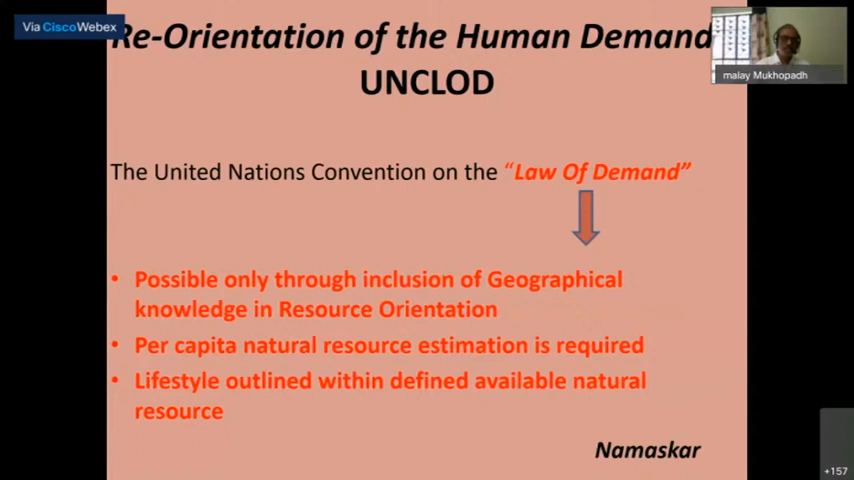 Via Cisco Webex
Re-Orientation of the Human Demand
UNCLOD
malay Mukhopadh
The United Nations Convention on the “Law Of Demand”
• Possible only through inclusion of Geographical
knowledge in Resource Orientation
• Per capita natural resource estimation is required
• Lifestyle outlined within defined available natural
resource
Namaskar
+157